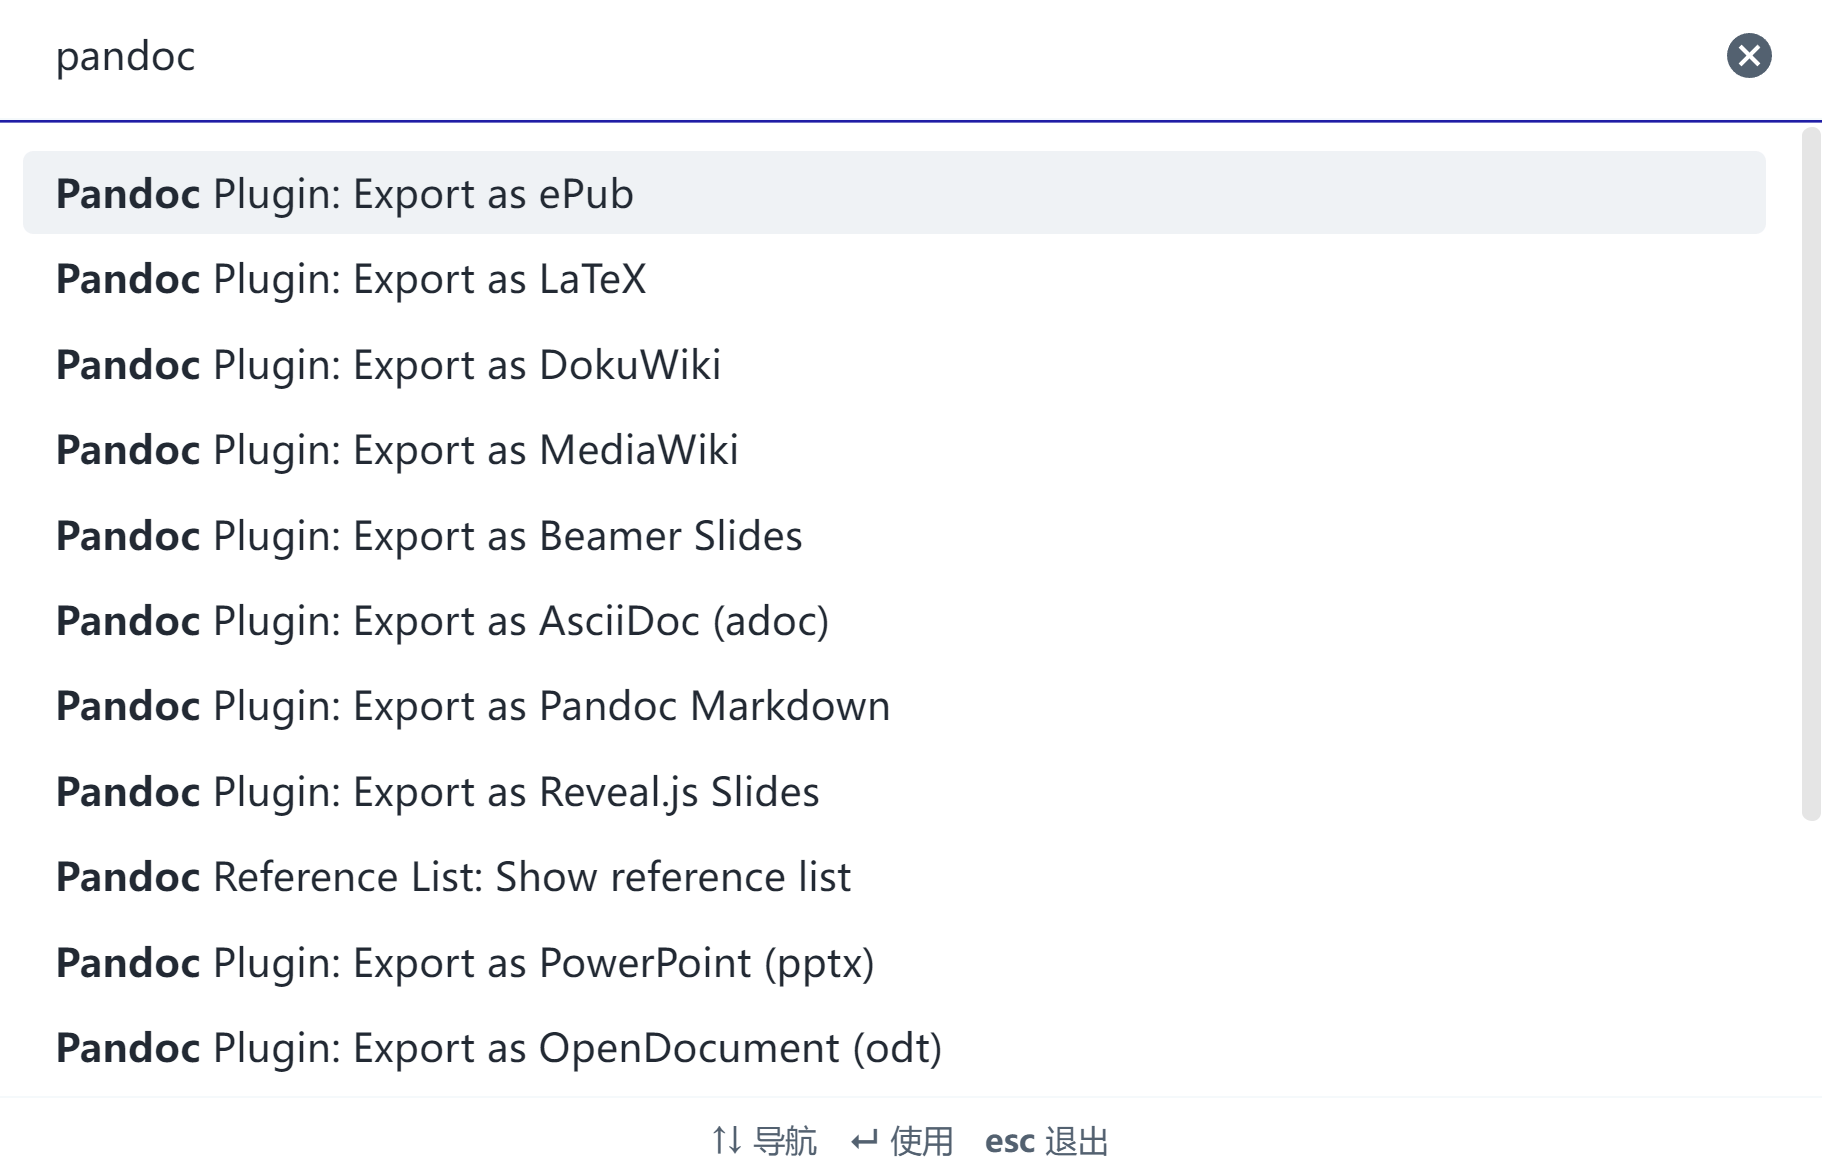 pandoc
Pandoc Plugin: Export as ePub
Pandoc Plugin: Export as LaTeX
Pandoc Plugin: Export as DokuWiki
Pandoc Plugin: Export as MediaWiki
Pandoc Plugin: Export as Beamer Slides
Pandoc Plugin: Export as AsciiDoc (adoc)
Pandoc Plugin: Export as Pandoc Markdown
Pandoc Plugin: Export as Reveal.js Slides
Pandoc Reference List: Show reference list
Pandoc Plugin: Export as PowerPoint (pptx)
Pandoc Plugin: Export as OpenDocument (odt)
↑↓ 导航 ↵ 使用 esc 退出